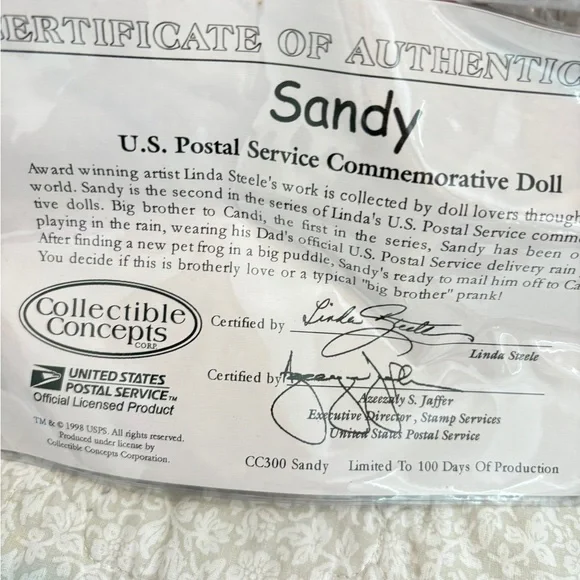 ERTIFICATE OF AUTHENTIC
Sandy
U.S. Postal Service Commemorative Doll
Award winning artist Linda Steele's work is collected by doll lovers through
world. Sandy is the second in the series of Linda's U.S. Postal Service comm
tive dolls. Big brother to Candi, the first in the series, Sandy has been o
playing in the rain, wearing his Dad's official U.S. Postal Service delivery rain
After finding a new pet frog in a big puddle, Sandy's ready to mail him off to Ca
You decide if this is brotherly love or a typical "big brother" prank!
Collectible
Concepts
CORP.
Certified by Linda Steele
Linda Steele
UNITED STATES
POSTAL SERVICE™
Official Licensed Product
Certified by
Azeezaly S. Jaffer
Executive Director, Stamp Services
United States Postal Service
TM & © 1998 USPS. All rights reserved.
Produced under license by
Collectible Concepts Corporation.
CC300 Sandy Limited To 100 Days Of Production